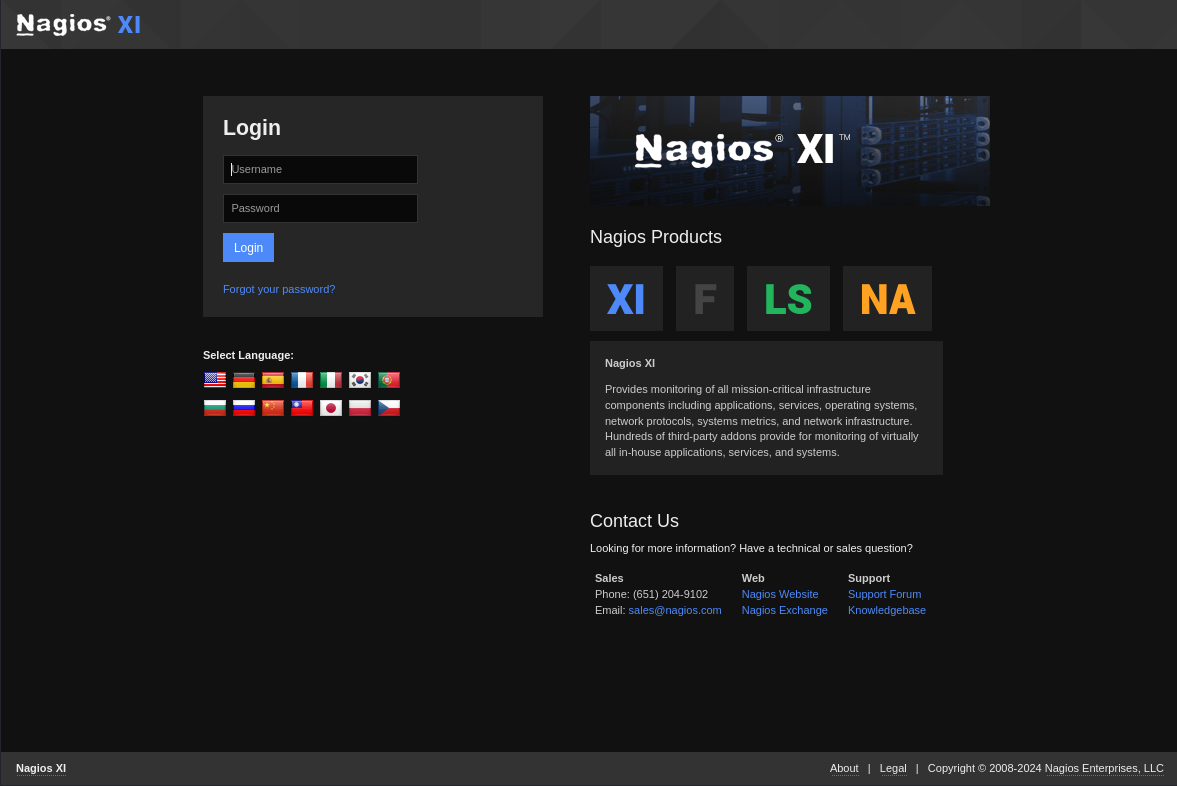 Nagios® XI
Login
Username
Password
Login
Forgot your password?
Select Language:
Nagios® XI™
Nagios Products
XI F LS NA
Nagios XI
Provides monitoring of all mission-critical infrastructure
components including applications, services, operating systems,
network protocols, systems metrics, and network infrastructure.
Hundreds of third-party addons provide for monitoring of virtually
all in-house applications, services, and systems.
Contact Us
Looking for more information? Have a technical or sales question?
Sales Web Support
Phone: (651) 204-9102 Nagios Website Support Forum
Email: sales@nagios.com Nagios Exchange Knowledgebase
Nagios XI About | Legal | Copyright © 2008-2024 Nagios Enterprises, LLC